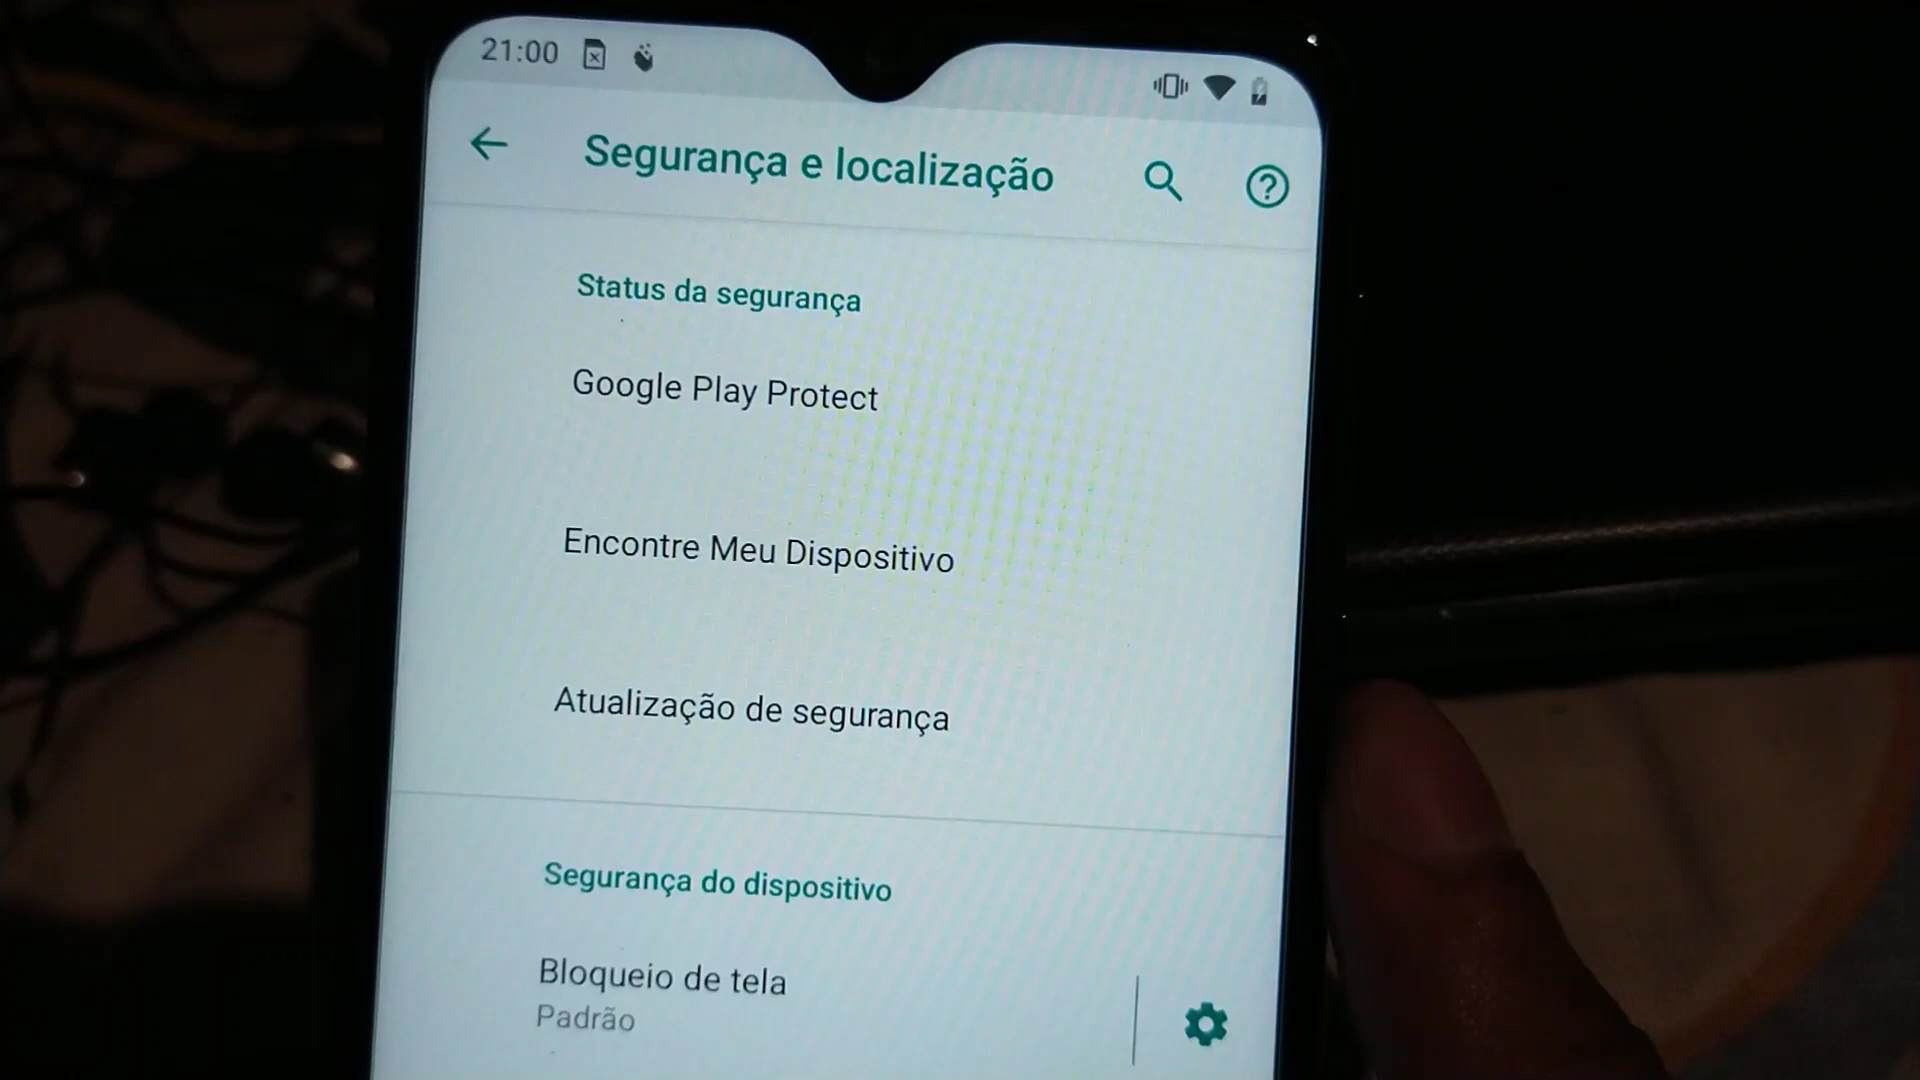 21:00
Segurança e localização
Status da segurança
Google Play Protect
Encontre Meu Dispositivo
Atualização de segurança
Segurança do dispositivo
Bloqueio de tela
Padrão